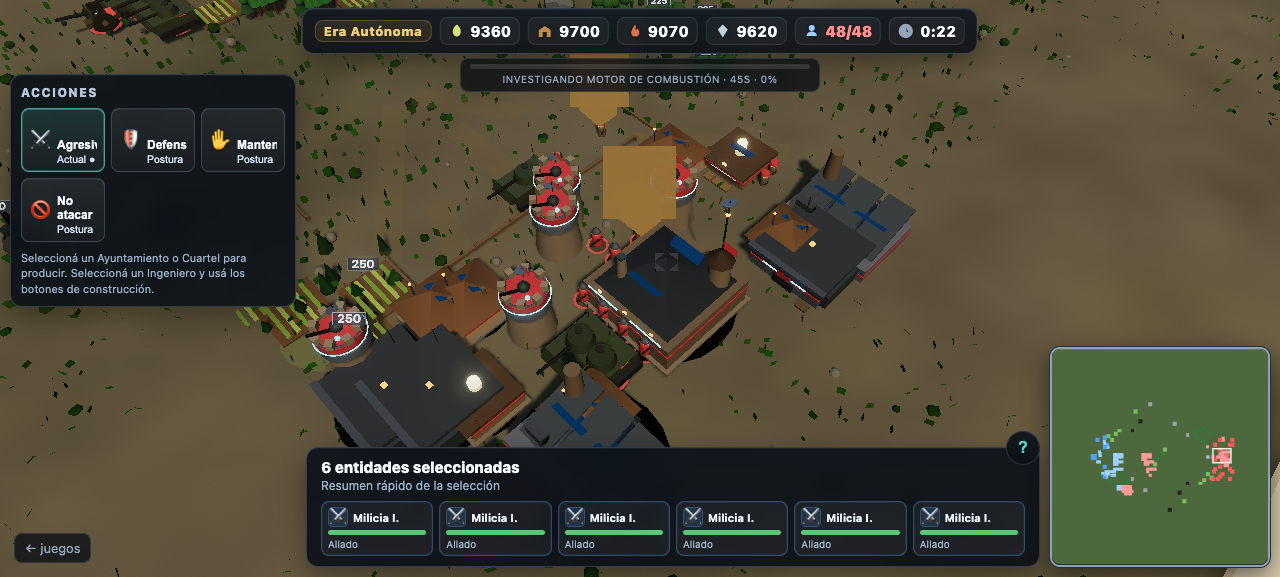 225
Era Autónoma 9360 9700 9070 9620 48/48 0:22
INVESTIGANDO MOTOR DE COMBUSTIÓN · 45S · 0%
ACCIONES
Agresiv
Actual ●
Defens
Postura
Manten
Postura
No
atacar
Postura
Seleccioná un Ayuntamiento o Cuartel para
producir. Seleccioná un Ingeniero y usá los
botones de construcción.
250
250
?
6 entidades seleccionadas
Resumen rápido de la selección
Milicia I.
Aliado
Milicia I.
Aliado
Milicia I.
Aliado
Milicia I.
Aliado
Milicia I.
Aliado
Milicia I.
Aliado
← juegos